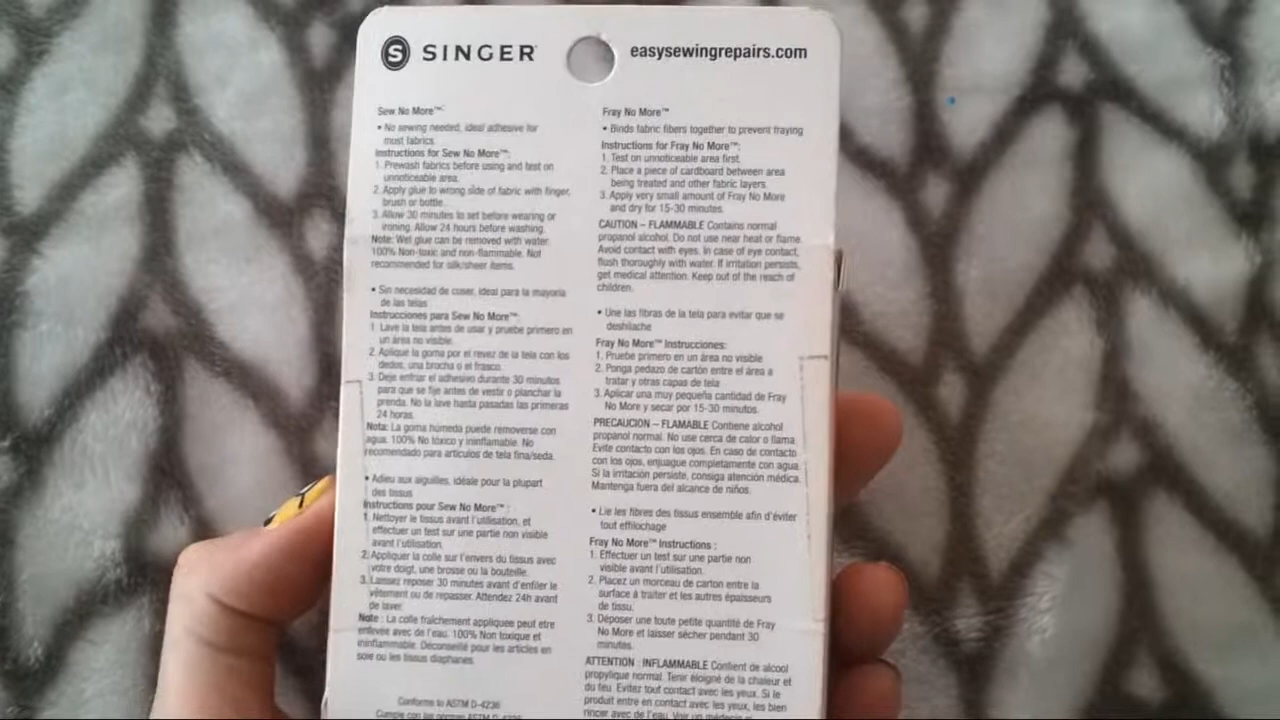 S SINGER
easysewingrepairs.com
Sew No More™
• No sewing needed, ideal adhesive for
most fabrics.
Instructions for Sew No More™:
1. Prewash fabrics before using and test on
unnoticeable area.
2. Apply glue to wrong side of fabric with finger,
brush or bottle.
3. Allow 30 minutes to set before wearing or
ironing. Allow 24 hours before washing.
Note: Wet glue can be removed with water.
100% Non-toxic and non-flammable. Not
recommended for silk/sheer items.
• Sin necesidad de cuser, ideal para la mayoria
de las telas
Instrucciones para Sew No More™:
1. Lave la tela antes de usar y pruebe primero en
un área no visible.
2. Aplique la goma por el revez de la tela con los
dedos, una brocha o el frasco.
3. Deje enfriar el adhesivo durante 30 minutos
para que se fije antes de vestir o planchar la
prenda. No la lave hasta pasadas las primeras
24 horas.
Nota: La goma húmeda puede removerse con
agua. 100% No tóxico y ininflamable. No
recomendado para artículos de tela fina/seda.
• Adieu aux aiguilles, idéale pour la plupart
des tissus
Instructions pour Sew No More™ :
1. Nettoyer le tissus avant l'utilisation, et
effectuer un test sur une partie non visible
avant l'utilisation.
2. Appliquer la colle sur l'envers du tissus avec
votre doigt, une brosse ou la bouteille.
3. Laissez reposer 30 minutes avant d'enfiler le
vêtement ou de repasser. Attendez 24h avant
de laver.
Note : La colle fraîchement appliquee peut etre
enlevée avec de l'eau. 100% Non toxique et
ininflammable. Déconseillé pour les articles en
soie ou les tissus diaphanes.
Conforms to ASTM D-4236
Cumple con las normas ASTM D-4236
Fray No More™
• Binds fabric fibers together to prevent fraying
Instructions for Fray No More™:
1. Test on unnoticeable area first.
2. Place a piece of cardboard between area
being treated and other fabric layers.
3. Apply very small amount of Fray No More
and dry for 15-30 minutes.
CAUTION – FLAMMABLE Contains normal
propanol alcohol. Do not use near heat or flame.
Avoid contact with eyes. In case of eye contact,
flush thoroughly with water. If irritation persists,
get medical attention. Keep out of the reach of
children.
• Une las fibras de la tela para evitar que se
deshilache
Fray No More™ Instrucciones:
1. Pruebe primero en un área no visible
2. Ponga pedazo de cartón entre el área a
tratar y otras capas de tela
3. Aplicar una muy pequeña cantidad de Fray
No More y secar por 15-30 minutos.
PRECAUCION – FLAMABLE Contiene alcohol
propanol normal. No use cerca de calor o flama.
Evite contacto con los ojos. En caso de contacto
con los ojos, enjuague completamente con agua.
Si la irritación persiste, consiga atención médica.
Mantenga fuera del alcance de niños.
• Lie les fibres des tissus ensemble afin d'éviter
tout effilochage
Fray No More™ Instructions :
1. Effectuer un test sur une partie non
visible avant l'utilisation.
2. Placez un morceau de carton entre la
surface à traiter et les autres épaisseurs
de tissu.
3. Déposer une toute petite quantité de Fray
No More et laisser sécher pendant 30
minutes.
ATTENTION : INFLAMMABLE Contient de alcool
propylique normal. Tenir éloigné de la chaleur et
du feu. Evitez tout contact avec les yeux. Si le
produit entre en contact avec les yeux, les bien
rincer avec de l'eau. Voir un médecin si